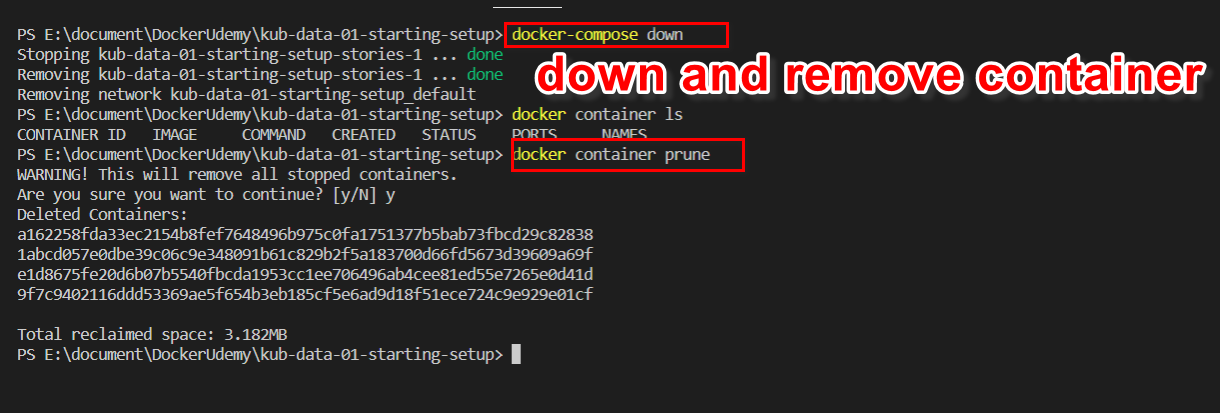 PS E:\document\DockerUdemy\kub-data-01-starting-setup> docker-compose down
Stopping kub-data-01-starting-setup-stories-1 ... done
Removing kub-data-01-starting-setup-stories-1 ... done
down and remove container
Removing network kub-data-01-starting-setup_default
PS E:\document\DockerUdemy\kub-data-01-starting-setup> docker container ls
CONTAINER ID   IMAGE     COMMAND   CREATED   STATUS    PORTS     NAMES
PS E:\document\DockerUdemy\kub-data-01-starting-setup> docker container prune
WARNING! This will remove all stopped containers.
Are you sure you want to continue? [y/N] y
Deleted Containers:
a162258fda33ec2154b8fef7648496b975c0fa1751377b5bab73fbcd29c82838
1abcd057e0dbe39c06c9e348091b61c829b2f5a183700d66fd5673d39609a69f
e1d8675fe20d6b07b5540fbcda1953cc1ee706496ab4cee81ed55e7265e0d41d
9f7c9402116ddd53369ae5f654b3eb185cf5e6ad9d18f51ece724c9e929e01cf
Total reclaimed space: 3.182MB
PS E:\document\DockerUdemy\kub-data-01-starting-setup>